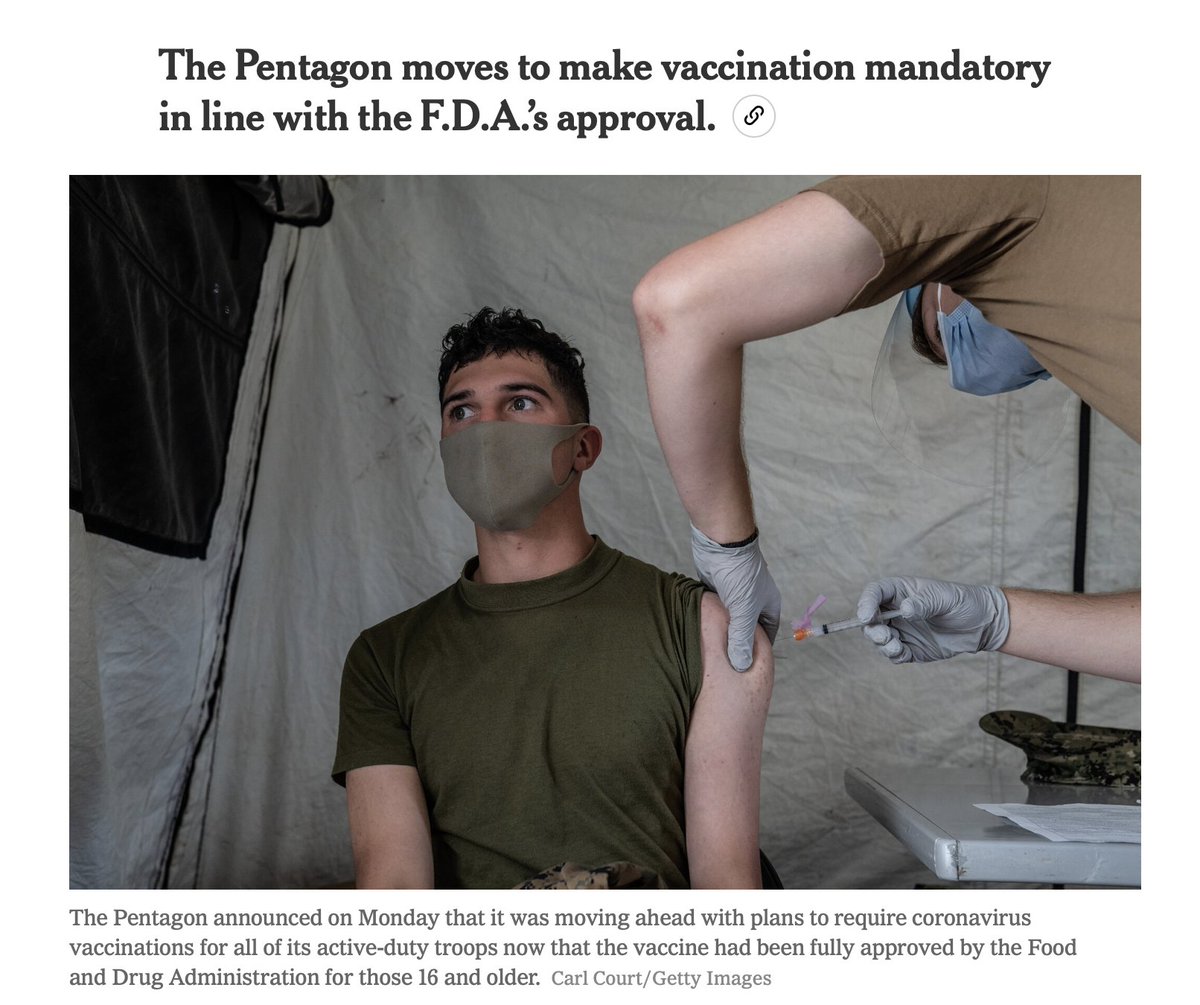 The Pentagon moves to make vaccination mandatory
in line with the F.D.A.’s approval.
The Pentagon announced on Monday that it was moving ahead with plans to require coronavirus
vaccinations for all of its active-duty troops now that the vaccine had been fully approved by the Food
and Drug Administration for those 16 and older. Carl Court/Getty Images